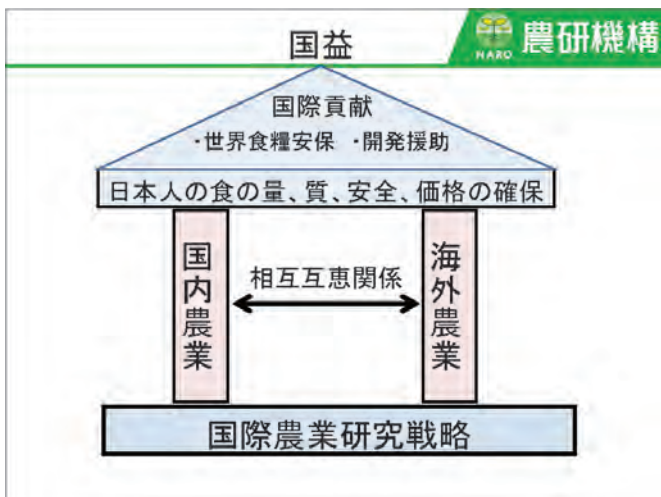 国益
NARO 農研機構
国際貢献
・世界食糧安保 ・開発援助
日本人の食の量、質、安全、価格の確保
国内農業
相互互恵関係
海外農業
国際農業研究戦略